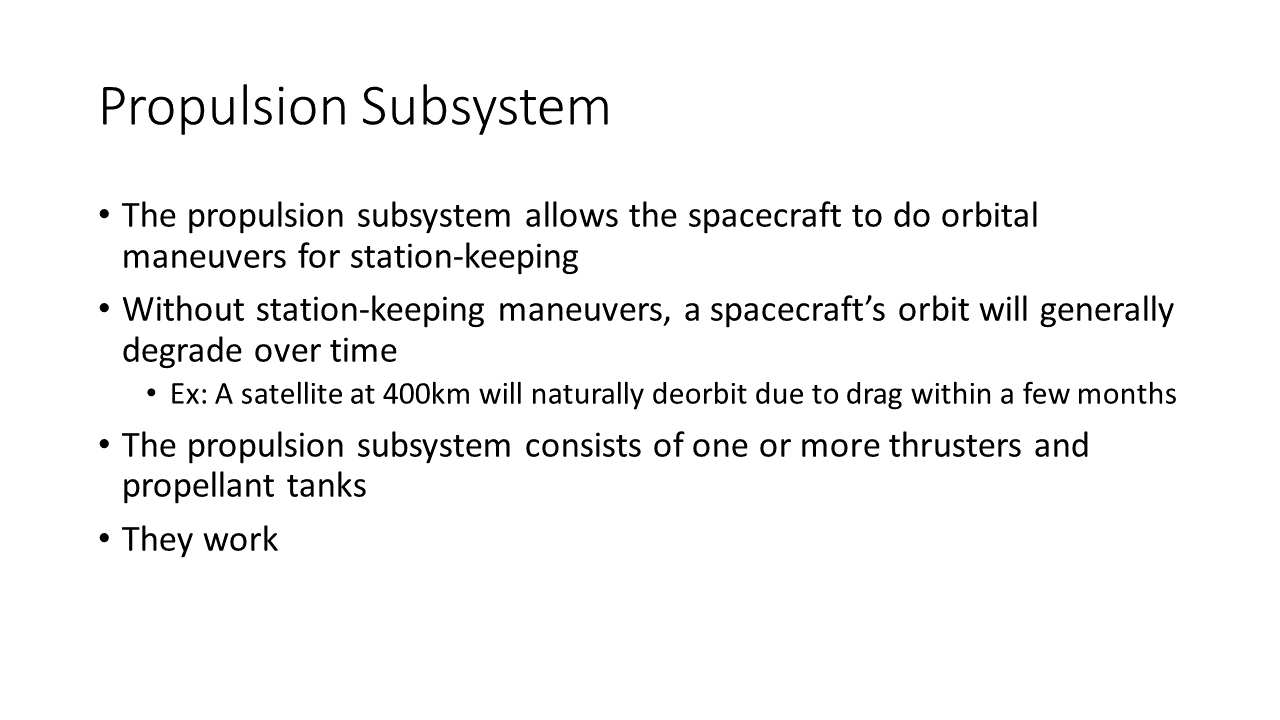 Propulsion Subsystem
• The propulsion subsystem allows the spacecraft to do orbital
maneuvers for station-keeping
• Without station-keeping maneuvers, a spacecraft’s orbit will generally
degrade over time
• Ex: A satellite at 400km will naturally deorbit due to drag within a few months
• The propulsion subsystem consists of one or more thrusters and
propellant tanks
• They work